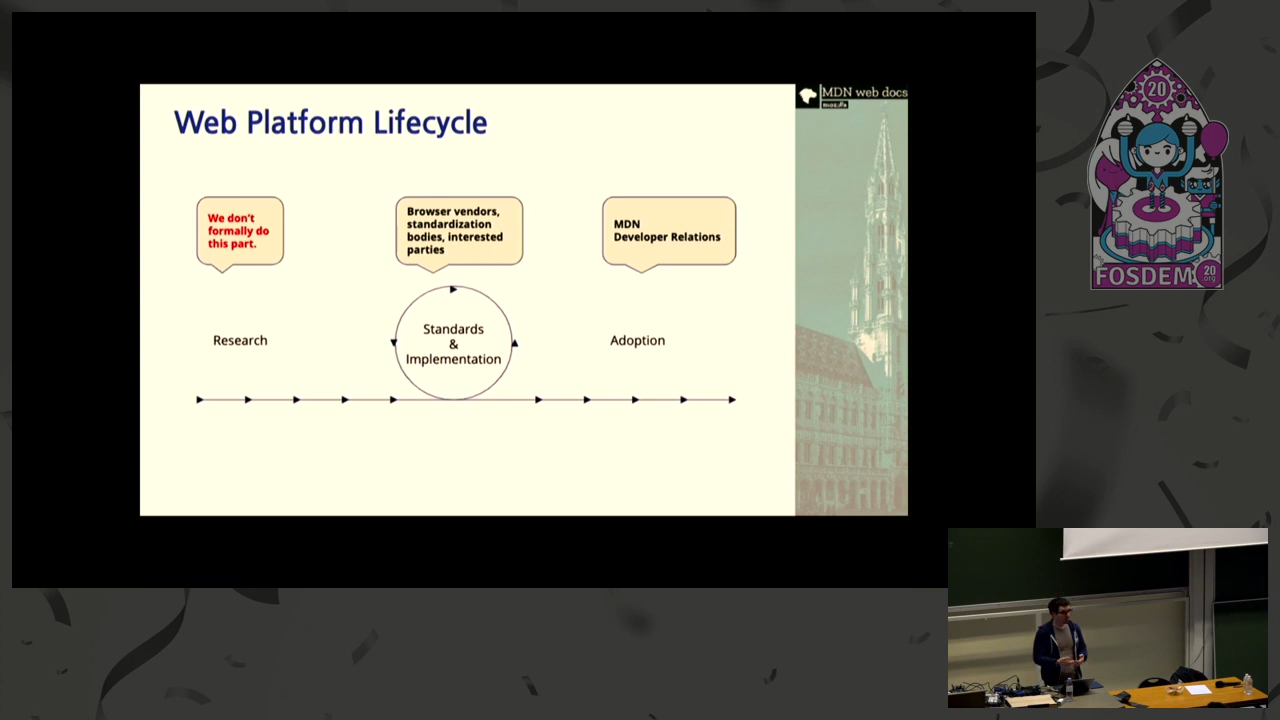 Web Platform Lifecycle
MDN web docs
moz://a
We don't
formally do
this part.
Browser vendors,
standardization
bodies, interested
parties
MDN
Developer Relations
Research
Standards
&
Implementation
Adoption
20
FOSDEM
20
.org